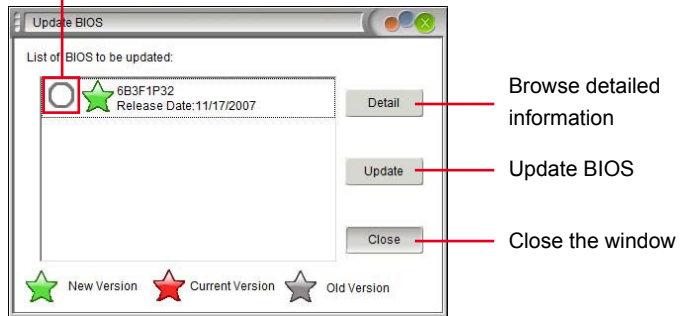 Update BIOS
List of BIOS to be updated:
6B3F1P32
Release Date:11/17/2007
Detail
Browse detailed
information
Update
Update BIOS
Close
Close the window
New Version
Current Version
Old Version